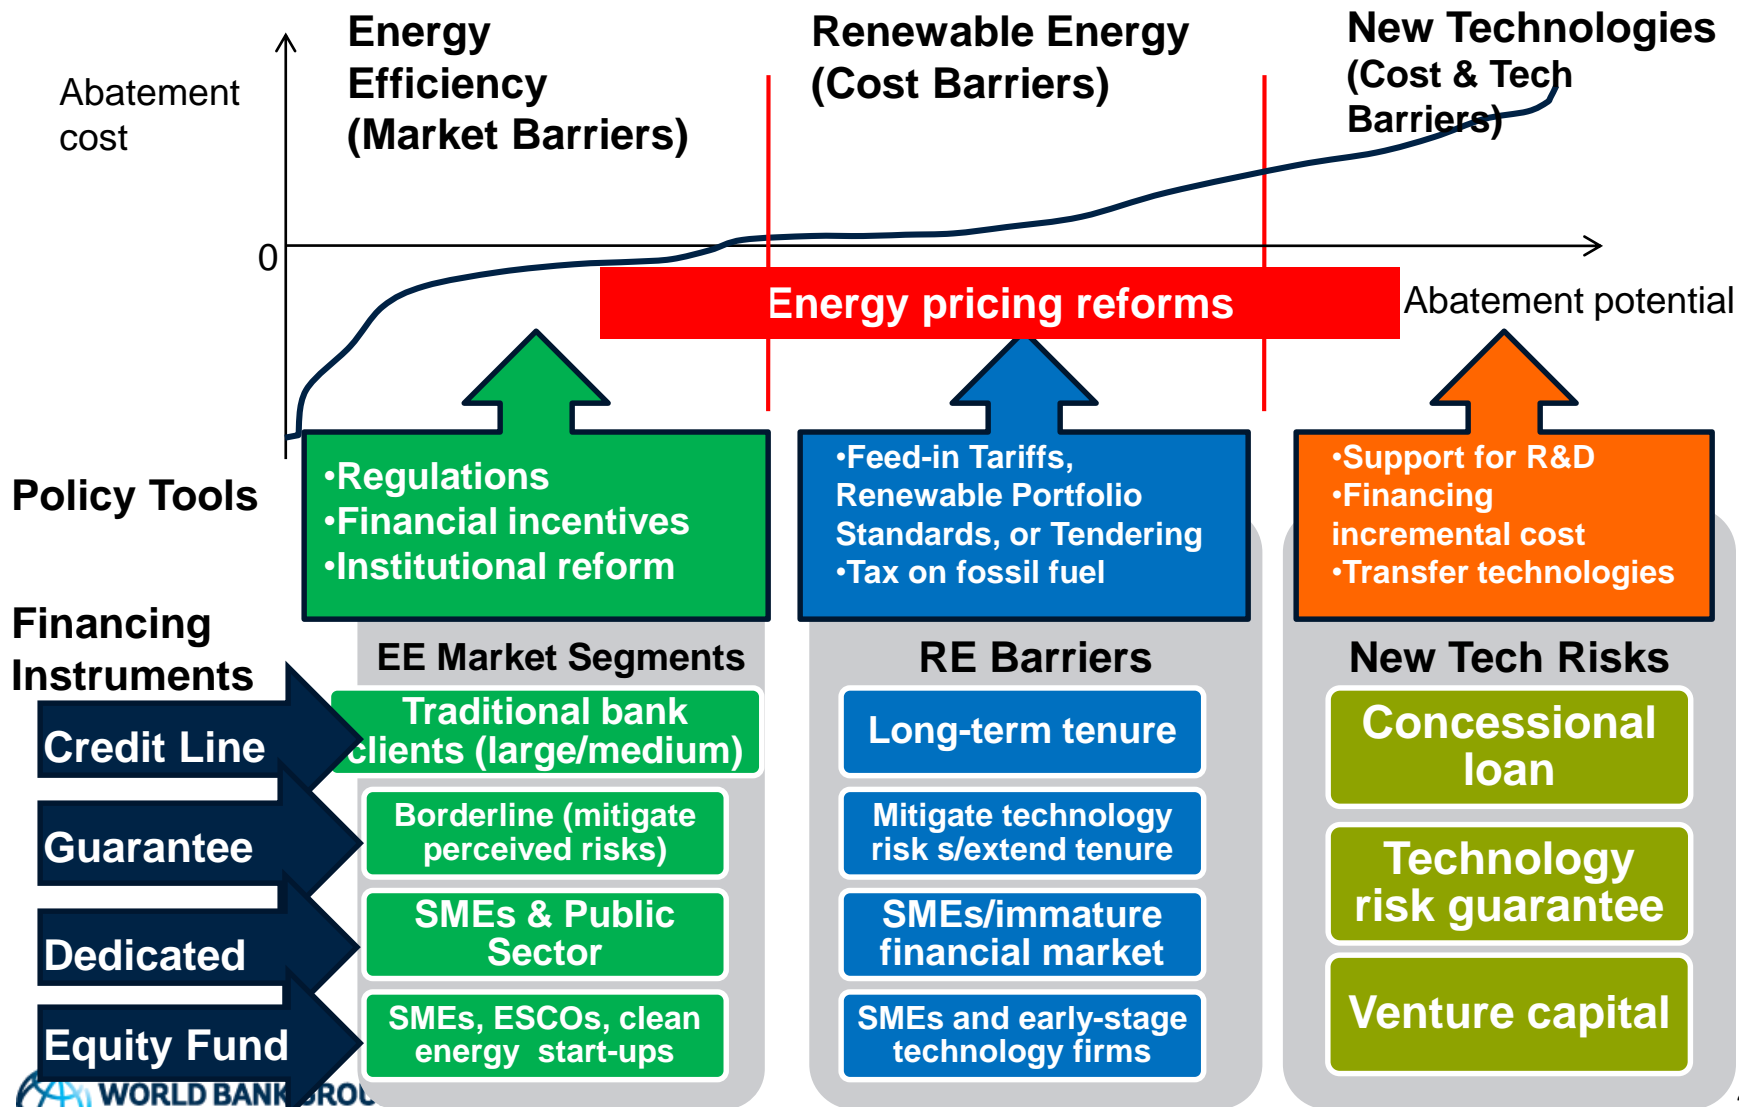 Energy
Efficiency
(Market Barriers)
Renewable Energy
(Cost Barriers)
New Technologies
(Cost & Tech
Barriers)
Abatement
cost
0
Energy pricing reforms
Abatement potential
Policy Tools
•Regulations
•Financial incentives
•Institutional reform
•Feed-in Tariffs,
Renewable Portfolio
Standards, or Tendering
•Tax on fossil fuel
•Support for R&D
•Financing
incremental cost
•Transfer technologies
Financing
Instruments
EE Market Segments
RE Barriers
New Tech Risks
Credit Line
Traditional bank
clients (large/medium)
Long-term tenure
Concessional
loan
Guarantee
Borderline (mitigate
perceived risks)
Mitigate technology
risk s/extend tenure
Technology
risk guarantee
Dedicated
SMEs & Public
Sector
SMEs/immature
financial market
Equity Fund
SMEs, ESCOs, clean
energy start-ups
SMEs and early-stage
technology firms
Venture capital
WORLD BANK GROU